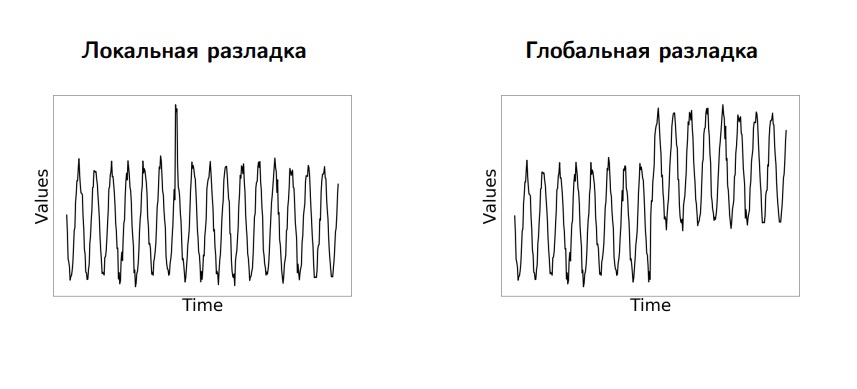 Локальная разладка
Values
Time
Глобальная разладка
Values
Time